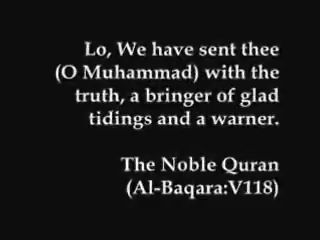 Lo, We have sent thee
(O Muhammad) with the
truth, a bringer of glad
tidings and a warner.
The Noble Quran
(Al-Baqara:V118)